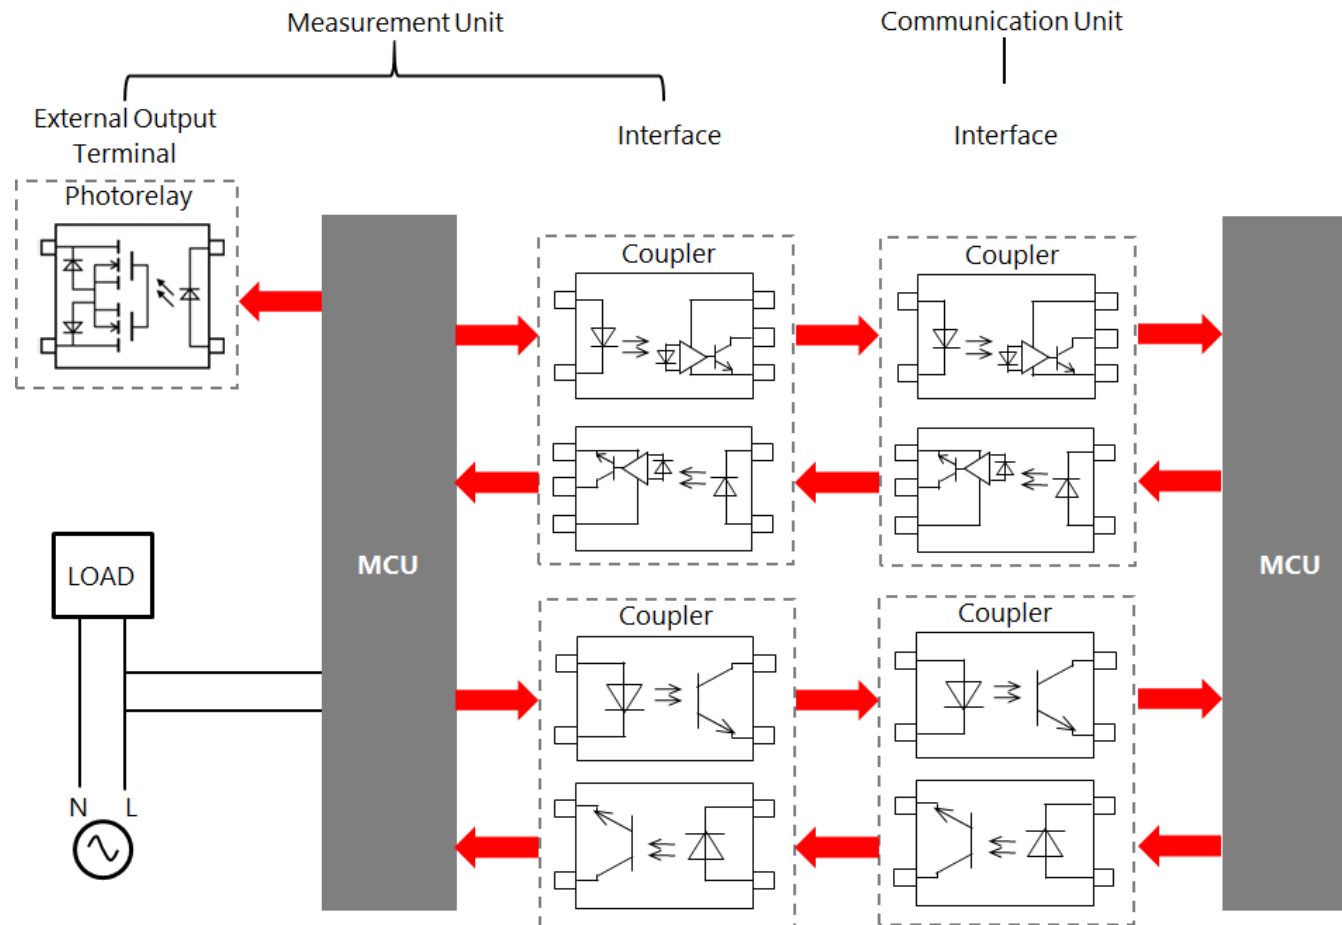 Measurement Unit
Communication Unit
External Output
Terminal
Interface
Interface
Photorelay
Coupler
Coupler
LOAD
MCU
MCU
Coupler
Coupler
N
L